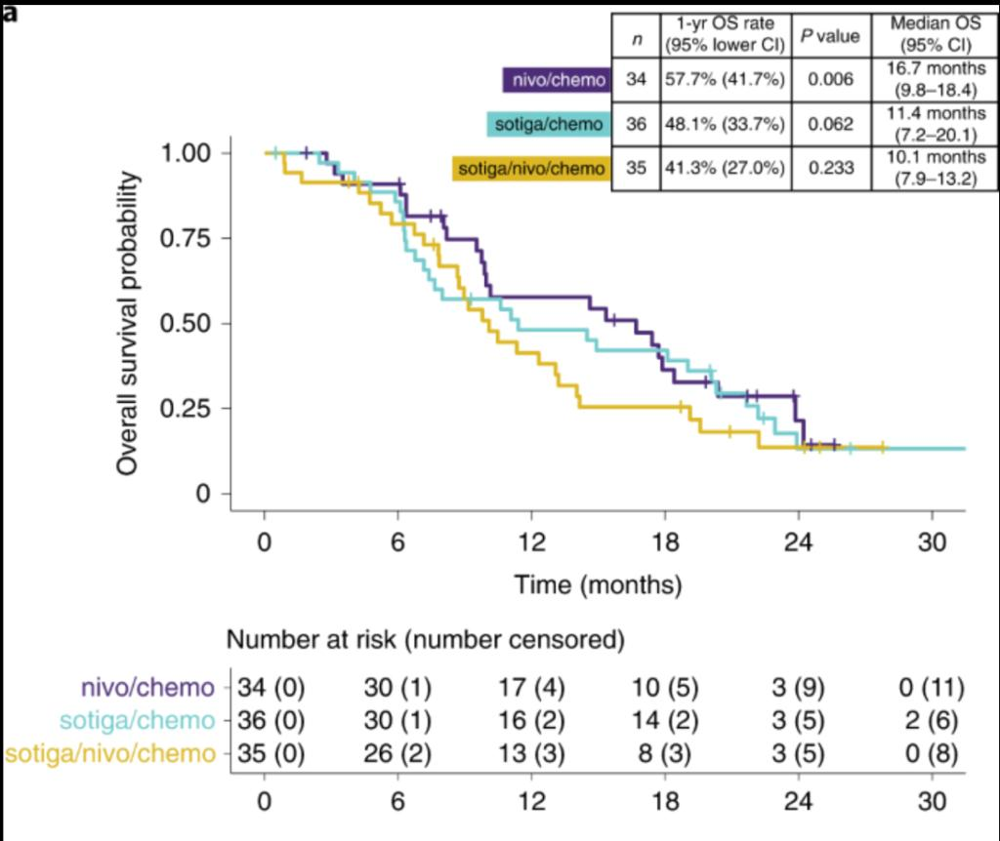 a
n 1-yr OS rate (95% lower CI) P value Median OS (95% CI)
nivo/chemo 34 57.7% (41.7%) 0.006 16.7 months (9.8–18.4)
sotiga/chemo 36 48.1% (33.7%) 0.062 11.4 months (7.2–20.1)
sotiga/nivo/chemo 35 41.3% (27.0%) 0.233 10.1 months (7.9–13.2)
Overall survival probability
1.00
0.75
0.50
0.25
0
0 6 12 18 24 30
Time (months)
Number at risk (number censored)
nivo/chemo 34 (0) 30 (1) 17 (4) 10 (5) 3 (9) 0 (11)
sotiga/chemo 36 (0) 30 (1) 16 (2) 14 (2) 3 (5) 2 (6)
sotiga/nivo/chemo 35 (0) 26 (2) 13 (3) 8 (3) 3 (5) 0 (8)
0 6 12 18 24 30